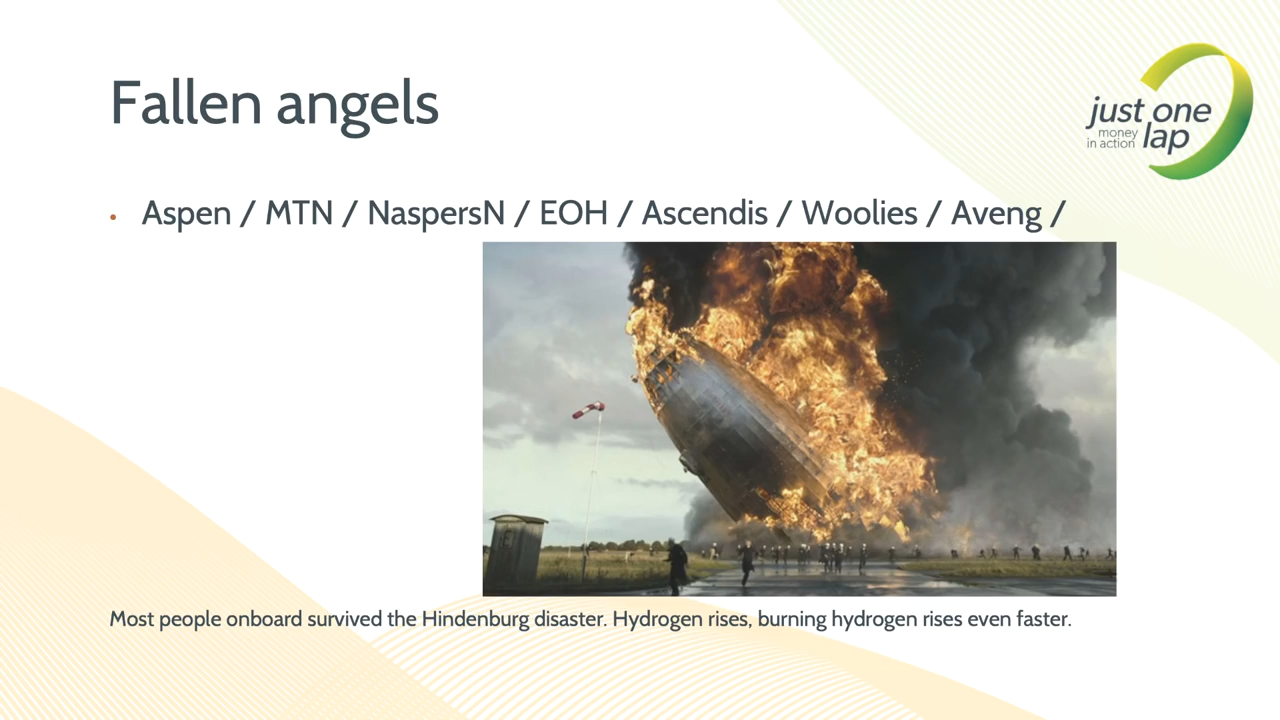 Fallen angels
just one
money
in action lap
• Aspen / MTN / NaspersN / EOH / Ascendis / Woolies / Aveng /
Most people onboard survived the Hindenburg disaster. Hydrogen rises, burning hydrogen rises even faster.